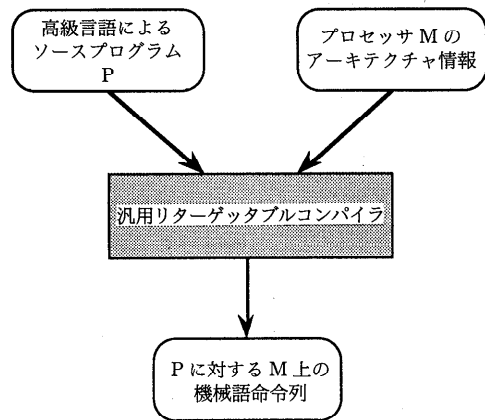 高級言語による
ソースプログラム
P
プロセッサ M の
アーキテクチャ情報
汎用リターゲッタブルコンパイラ
P に対する M 上の
機械語命令列